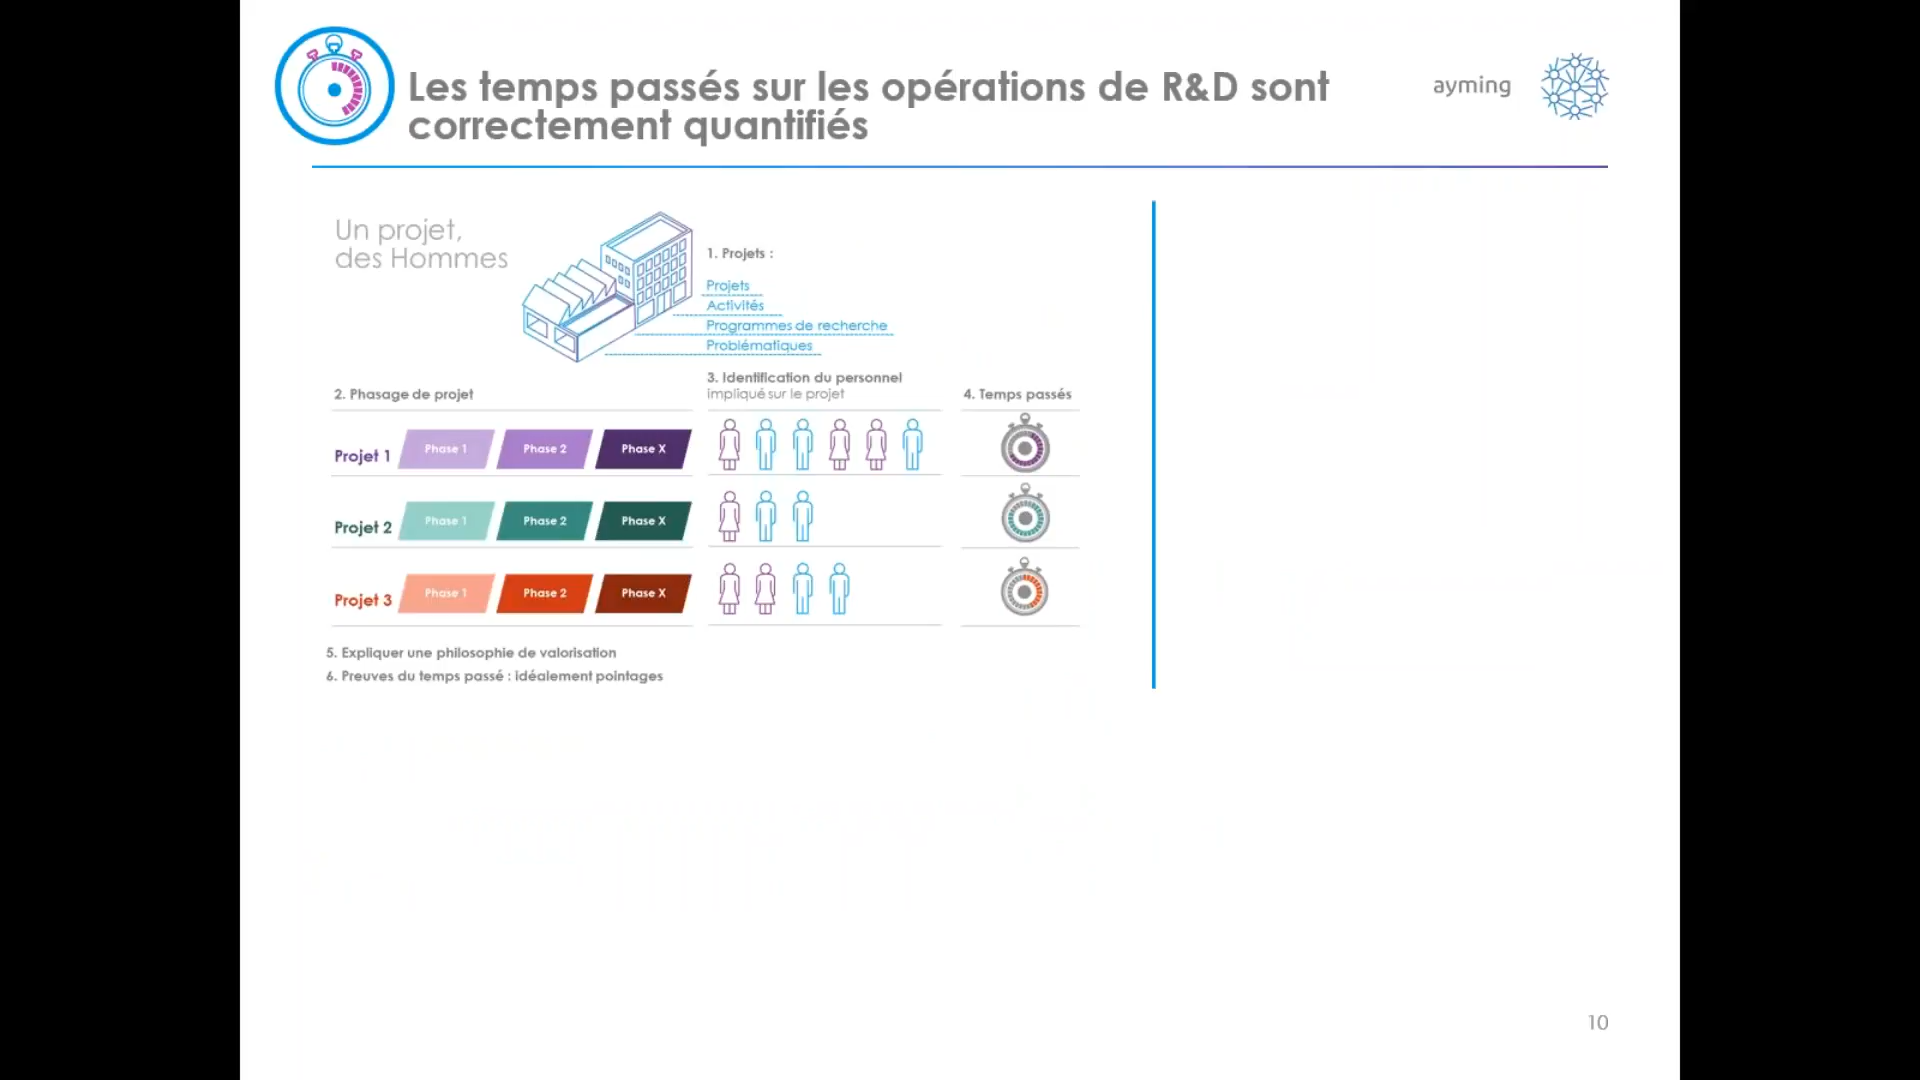 Les temps passés sur les opérations de R&D sont
correctement quantifiés
ayming
Un projet,
des Hommes
1. Projets :
Projets
Activités
Programmes de recherche
Problématiques
2. Phasage de projet
3. Identification du personnel
impliqué sur le projet
4. Temps passés
Projet 1
Phase 1
Phase 2
Phase X
Projet 2
Phase 1
Phase 2
Phase X
Projet 3
Phase 1
Phase 2
Phase X
5. Expliquer une philosophie de valorisation
6. Preuves du temps passé : idéalement pointages
10